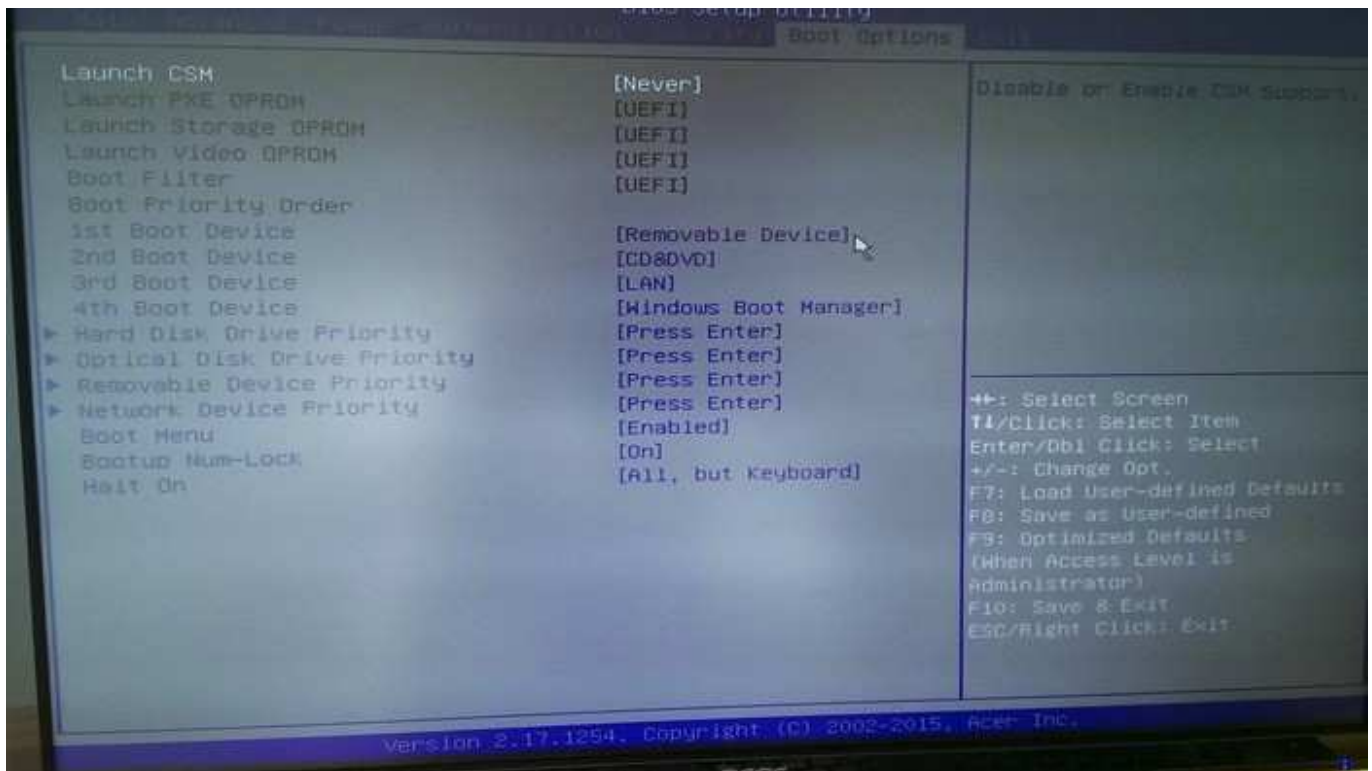 BIOS Setup Utility
Boot Options
Launch CSM [Never]
Launch PXE OPROM [UEFI]
Launch Storage OPROM [UEFI]
Launch Video OPROM [UEFI]
Boot Filter [UEFI]
Boot Priority Order
1st Boot Device [Removable Device]
2nd Boot Device [CD&DVD]
3rd Boot Device [LAN]
4th Boot Device [Windows Boot Manager]
▶ Hard Disk Drive Priority [Press Enter]
▶ Optical Disk Drive Priority [Press Enter]
▶ Removable Device Priority [Press Enter]
▶ Network Device Priority [Press Enter]
Boot Menu [Enabled]
Bootup Num-Lock [On]
Halt On [All, but Keyboard]
Disable or Enable CSM Support.
→←: Select Screen
↑↓/Click: Select Item
Enter/Dbl Click: Select
+/-: Change Opt.
F7: Load User-defined Defaults
F8: Save as User-defined
F9: Optimized Defaults
(When Access Level is
Administrator)
F10: Save & Exit
ESC/Right Click: Exit
Version 2.17.1254. Copyright (C) 2002-2015, Acer Inc.